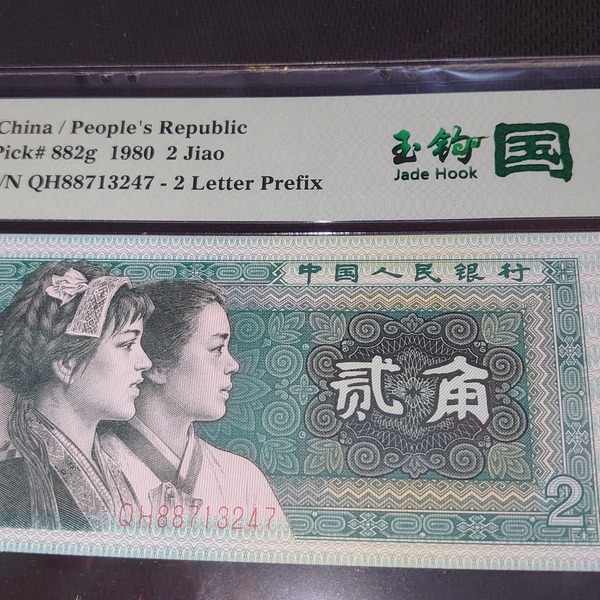 China / People's Republic
Pick# 882g 1980 2 Jiao
/N QH88713247 - 2 Letter Prefix
玉钩
Jade Hook
国
中国人民银行
贰角
QH88713247
2